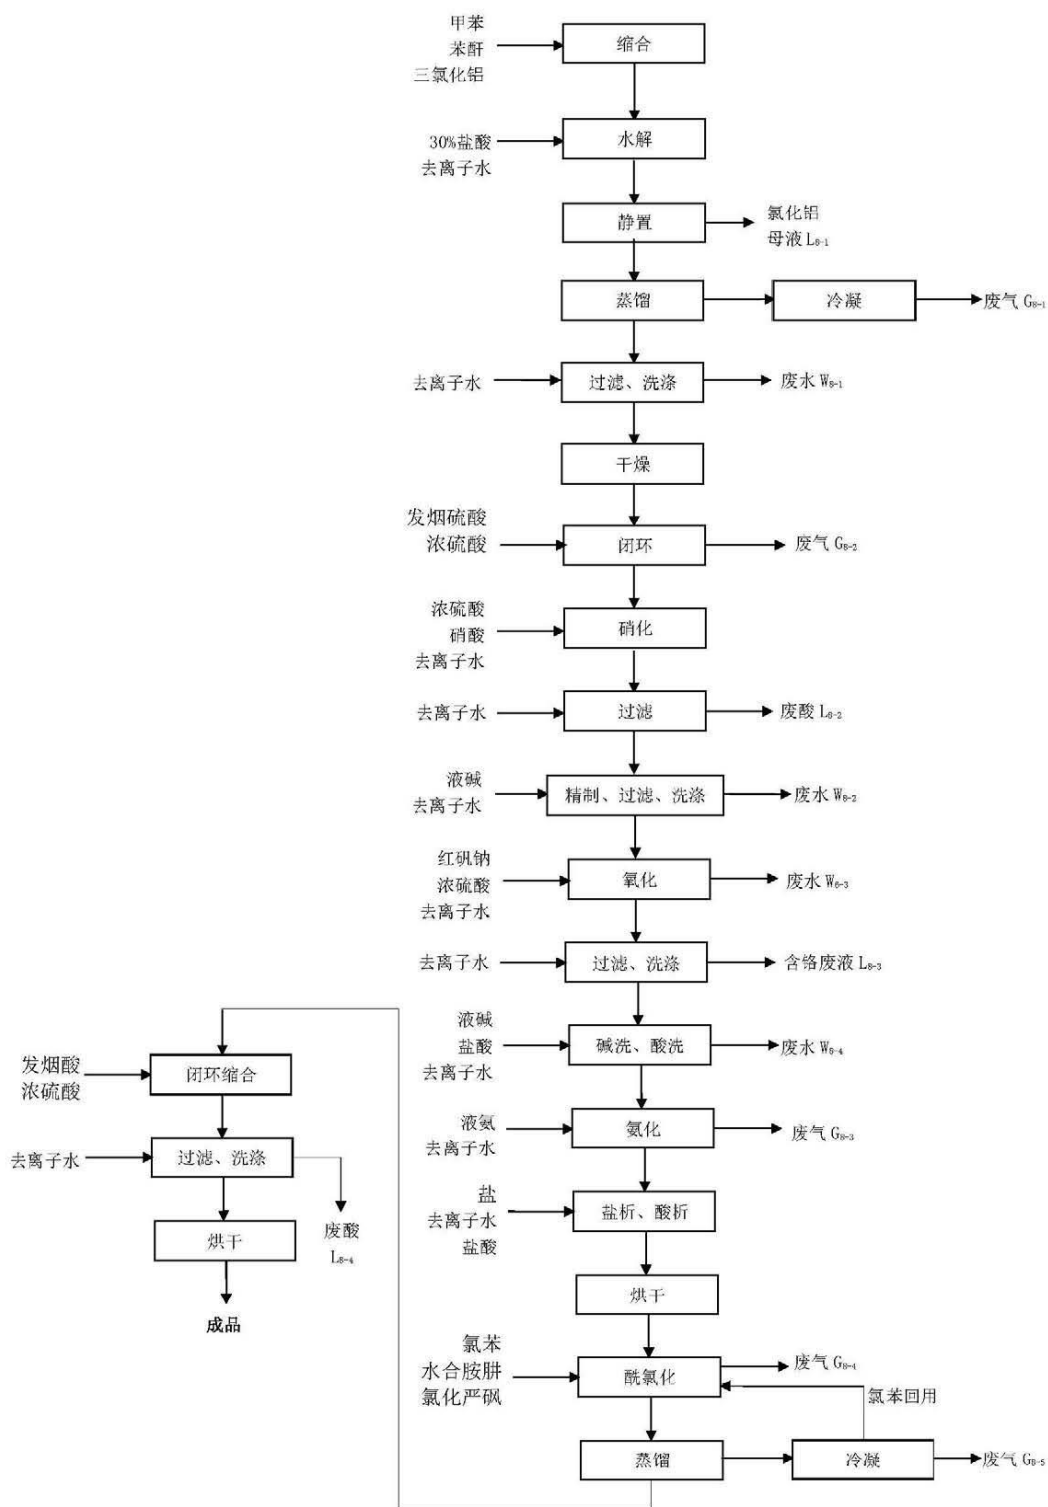 甲苯
苯酐
三氯化铝
缩合
30%盐酸
去离子水
水解
静置
氯化铝
母液 L₈₋₁
蒸馏
冷凝
废气 G₈₋₁
去离子水
过滤、洗涤
废水 W₈₋₁
干燥
发烟硫酸
浓硫酸
闭环
废气 G₈₋₂
浓硫酸
硝酸
去离子水
硝化
去离子水
过滤
废酸 L₈₋₂
液碱
去离子水
精制、过滤、洗涤
废水 W₈₋₂
红矾钠
浓硫酸
去离子水
氧化
废水 W₈₋₃
去离子水
过滤、洗涤
含铬废液 L₈₋₃
液碱
盐酸
去离子水
碱洗、酸洗
废水 W₈₋₄
液氨
去离子水
氨化
废气 G₈₋₃
盐
去离子水
盐酸
盐析、酸析
烘干
氯苯
水合胺肼
氯化严砜
酰氯化
废气 G₈₋₄
氯苯回用
蒸馏
冷凝
废气 G₈₋₅
发烟酸
浓硫酸
闭环缩合
去离子水
过滤、洗涤
废酸
L₈₋₄
烘干
成品